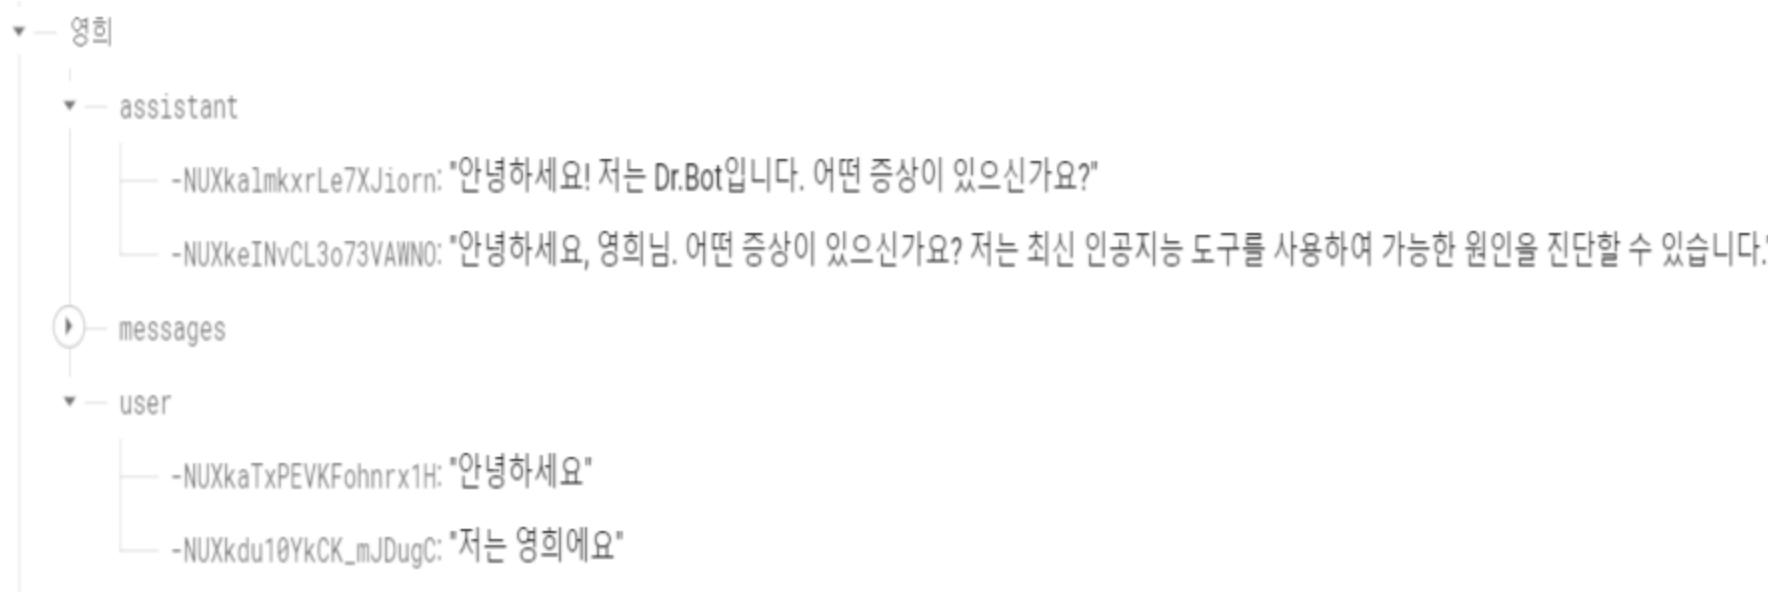 영희
assistant
-NUXkalmkxrLe7XJiorn: "안녕하세요! 저는 Dr.Bot입니다. 어떤 증상이 있으신가요?"
-NUXkeINvCL3o73VAWNO: "안녕하세요, 영희님. 어떤 증상이 있으신가요? 저는 최신 인공지능 도구를 사용하여 가능한 원인을 진단할 수 있습니다."
messages
user
-NUXkaTxPEVKFohnrx1H: "안녕하세요"
-NUXkdu10YkCK_mJDugC: "저는 영희에요"